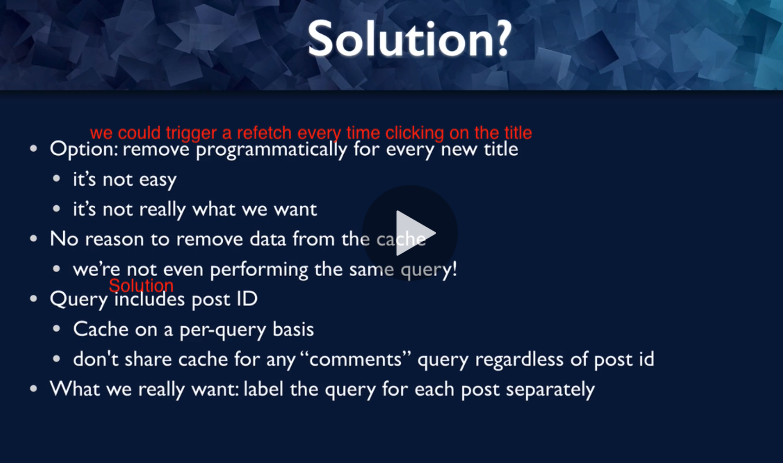 Solution?
we could trigger a refetch every time clicking on the title
• Option: remove programmatically for every new title
• it's not easy
• it's not really what we want
• No reason to remove data from the cache
• we're not even performing the same query!
Solution
• Query includes post ID
• Cache on a per-query basis
• don't share cache for any “comments” query regardless of post id
• What we really want: label the query for each post separately